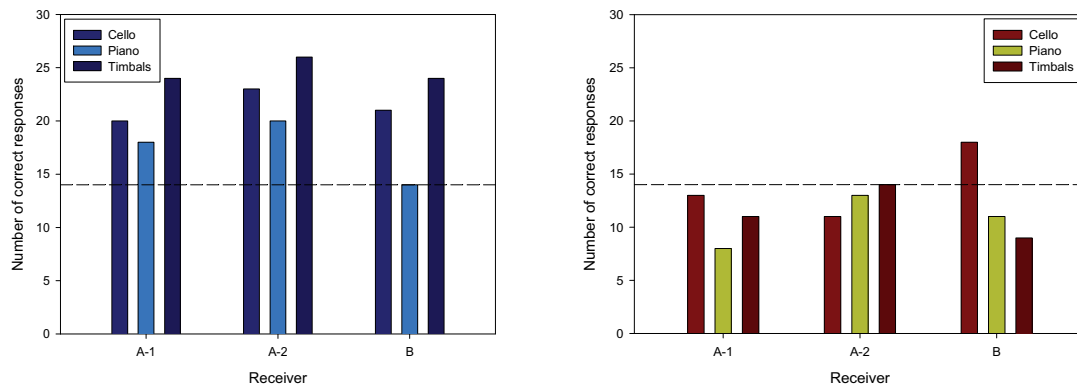 30
25
20
15
10
5
0
Number of correct responses
Cello
Piano
Timbals
A-1
A-2
B
Receiver
30
25
20
15
10
5
0
Number of correct responses
Cello
Piano
Timbals
A-1
A-2
B
Receiver